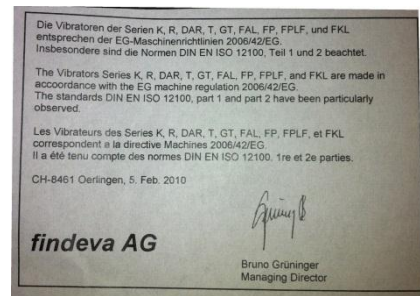 Die Vibratoren der Serien K, R, DAR, T, GT, FAL, FP, FPLF, und FKL
entsprechen der EG-Maschinenrichtlinien 2006/42/EG.
Insbesondere sind die Normen DIN EN ISO 12100, Teil 1 und 2 beachtet.
The Vibrators Series K, R, DAR, T, GT, FAL, FP, FPLF, and FKL are made in
accoordance with the EG machine regulation 2006/42/EG.
The standards DIN EN ISO 12100, part 1 and part 2 have been particularly
observed.
Les Vibrateurs des Series K, R, DAR, T, GT, FAL, FP, FPLF, et FKL
correspondent a la directive Machines 2006/42/EG.
Il a été tenu compte des normes DIN EN ISO 12100. 1re et 2e parties.
CH-8461 Oerlingen, 5. Feb. 2010
findeva AG
Bruno Grüninger
Managing Director